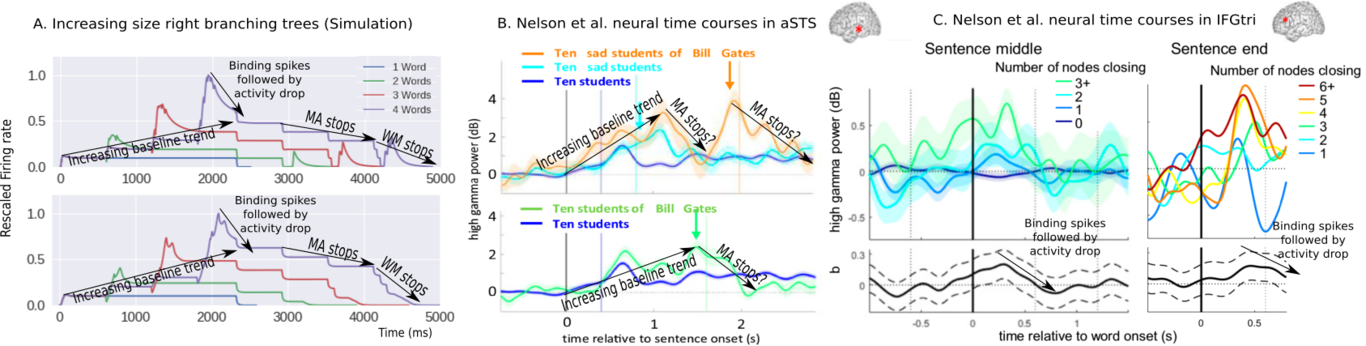 A. Increasing size right branching trees (Simulation)
Rescaled Firing rate
1.0
0.5
0.0
Binding spikes
followed by
activity drop
1 Word
2 Words
3 Words
4 Words
MA stops
WM stops
Increasing baseline trend
0
1000
2000
3000
4000
5000
1.0
0.5
0.0
Binding spikes
followed by
activity drop
MA stops
WM stops
Increasing baseline trend
0
1000
2000
3000
4000
5000
Time (ms)
B. Nelson et al. neural time courses in aSTS
high gamma power (dB)
Ten sad students of Bill Gates
Ten sad students
Ten students
4
2
0
Increasing baseline trend
MA stops?
MA stops?
Ten students of Bill Gates
Ten students
4
2
0
Increasing baseline trend
MA stops?
0
1
2
time relative to sentence onset (s)
C. Nelson et al. neural time courses in IFGtri
Sentence middle
Number of nodes closing
3+
2
1
0
high gamma power (dB)
0.5
0
-0.5
Binding spikes
followed by
activity drop
b
0.3
0
-0.5
0
0.5
1
Sentence end
Number of nodes closing
6+
5
4
3
2
1
Binding spikes
followed by
activity drop
0
0.5
time relative to word onset (s)